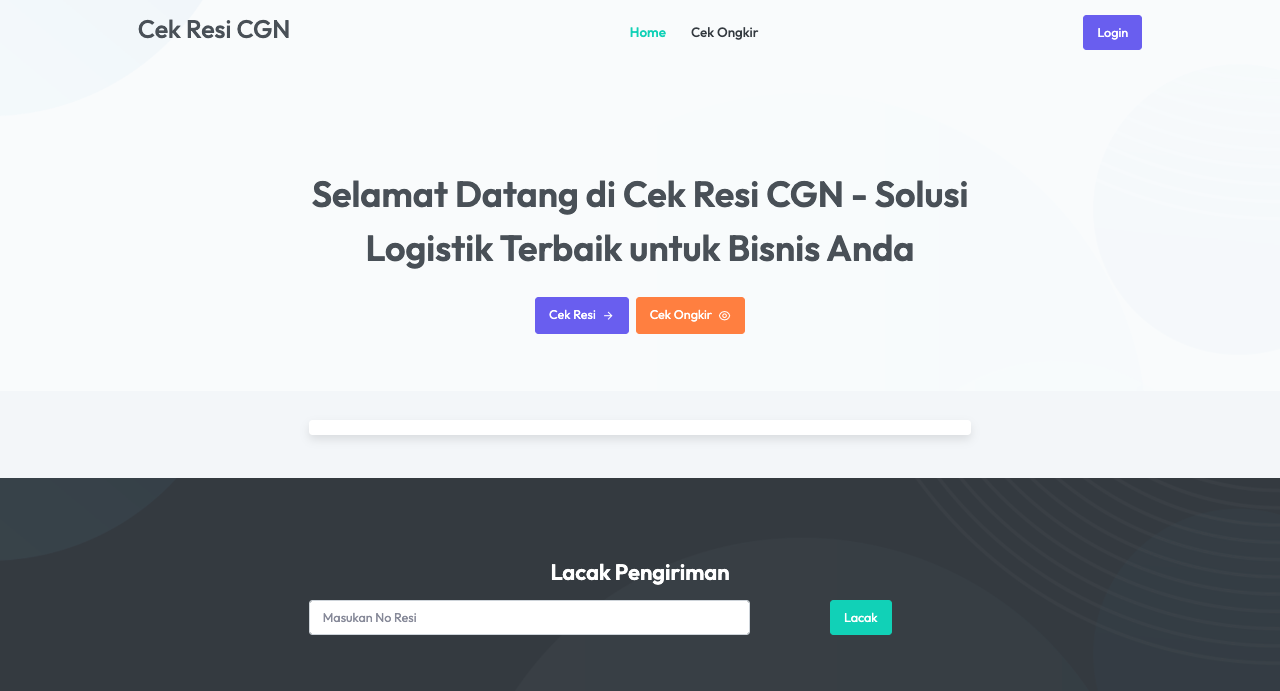 Cek Resi CGN
Home
Cek Ongkir
Login
Selamat Datang di Cek Resi CGN - Solusi
Logistik Terbaik untuk Bisnis Anda
Cek Resi
Cek Ongkir
Lacak Pengiriman
Masukan No Resi
Lacak